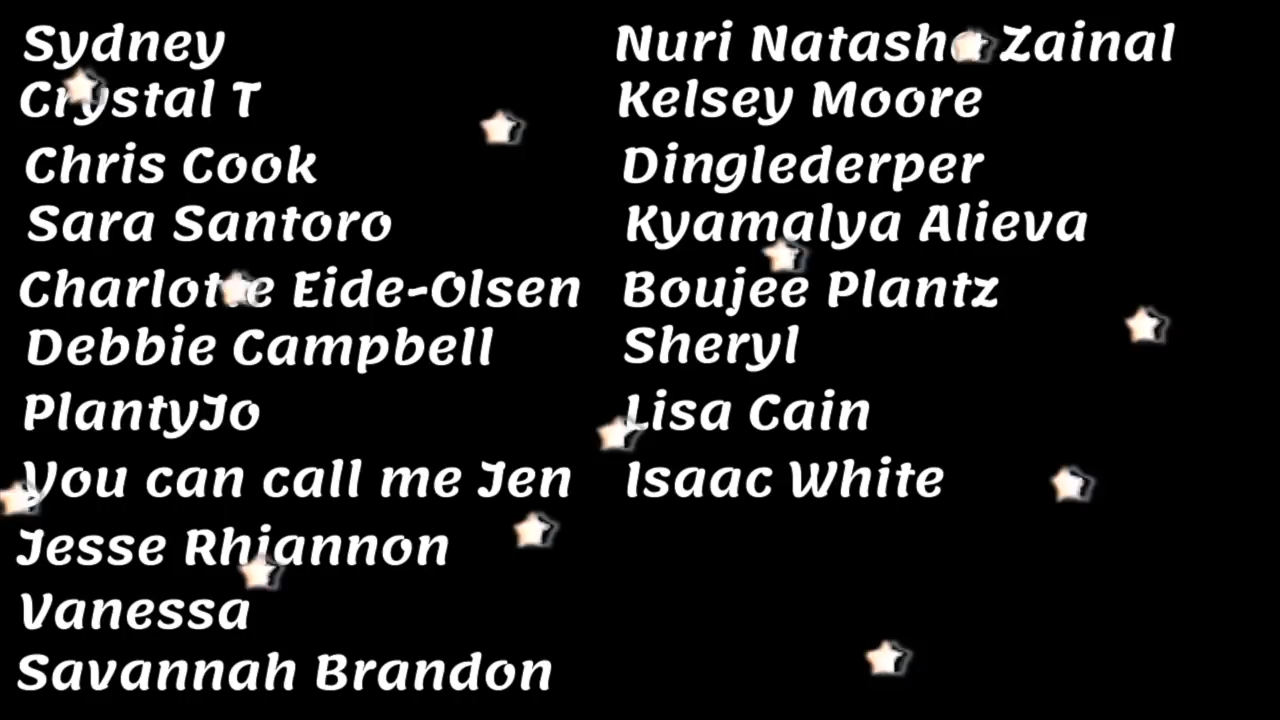 Sydney
Crystal T
Chris Cook
Sara Santoro
Charlotte Eide-Olsen
Debbie Campbell
PlantyJo
You can call me Jen
Jesse Rhiannon
Vanessa
Savannah Brandon
Nuri Natasha Zainal
Kelsey Moore
Dinglederper
Kyamalya Alieva
Boujee Plantz
Sheryl
Lisa Cain
Isaac White